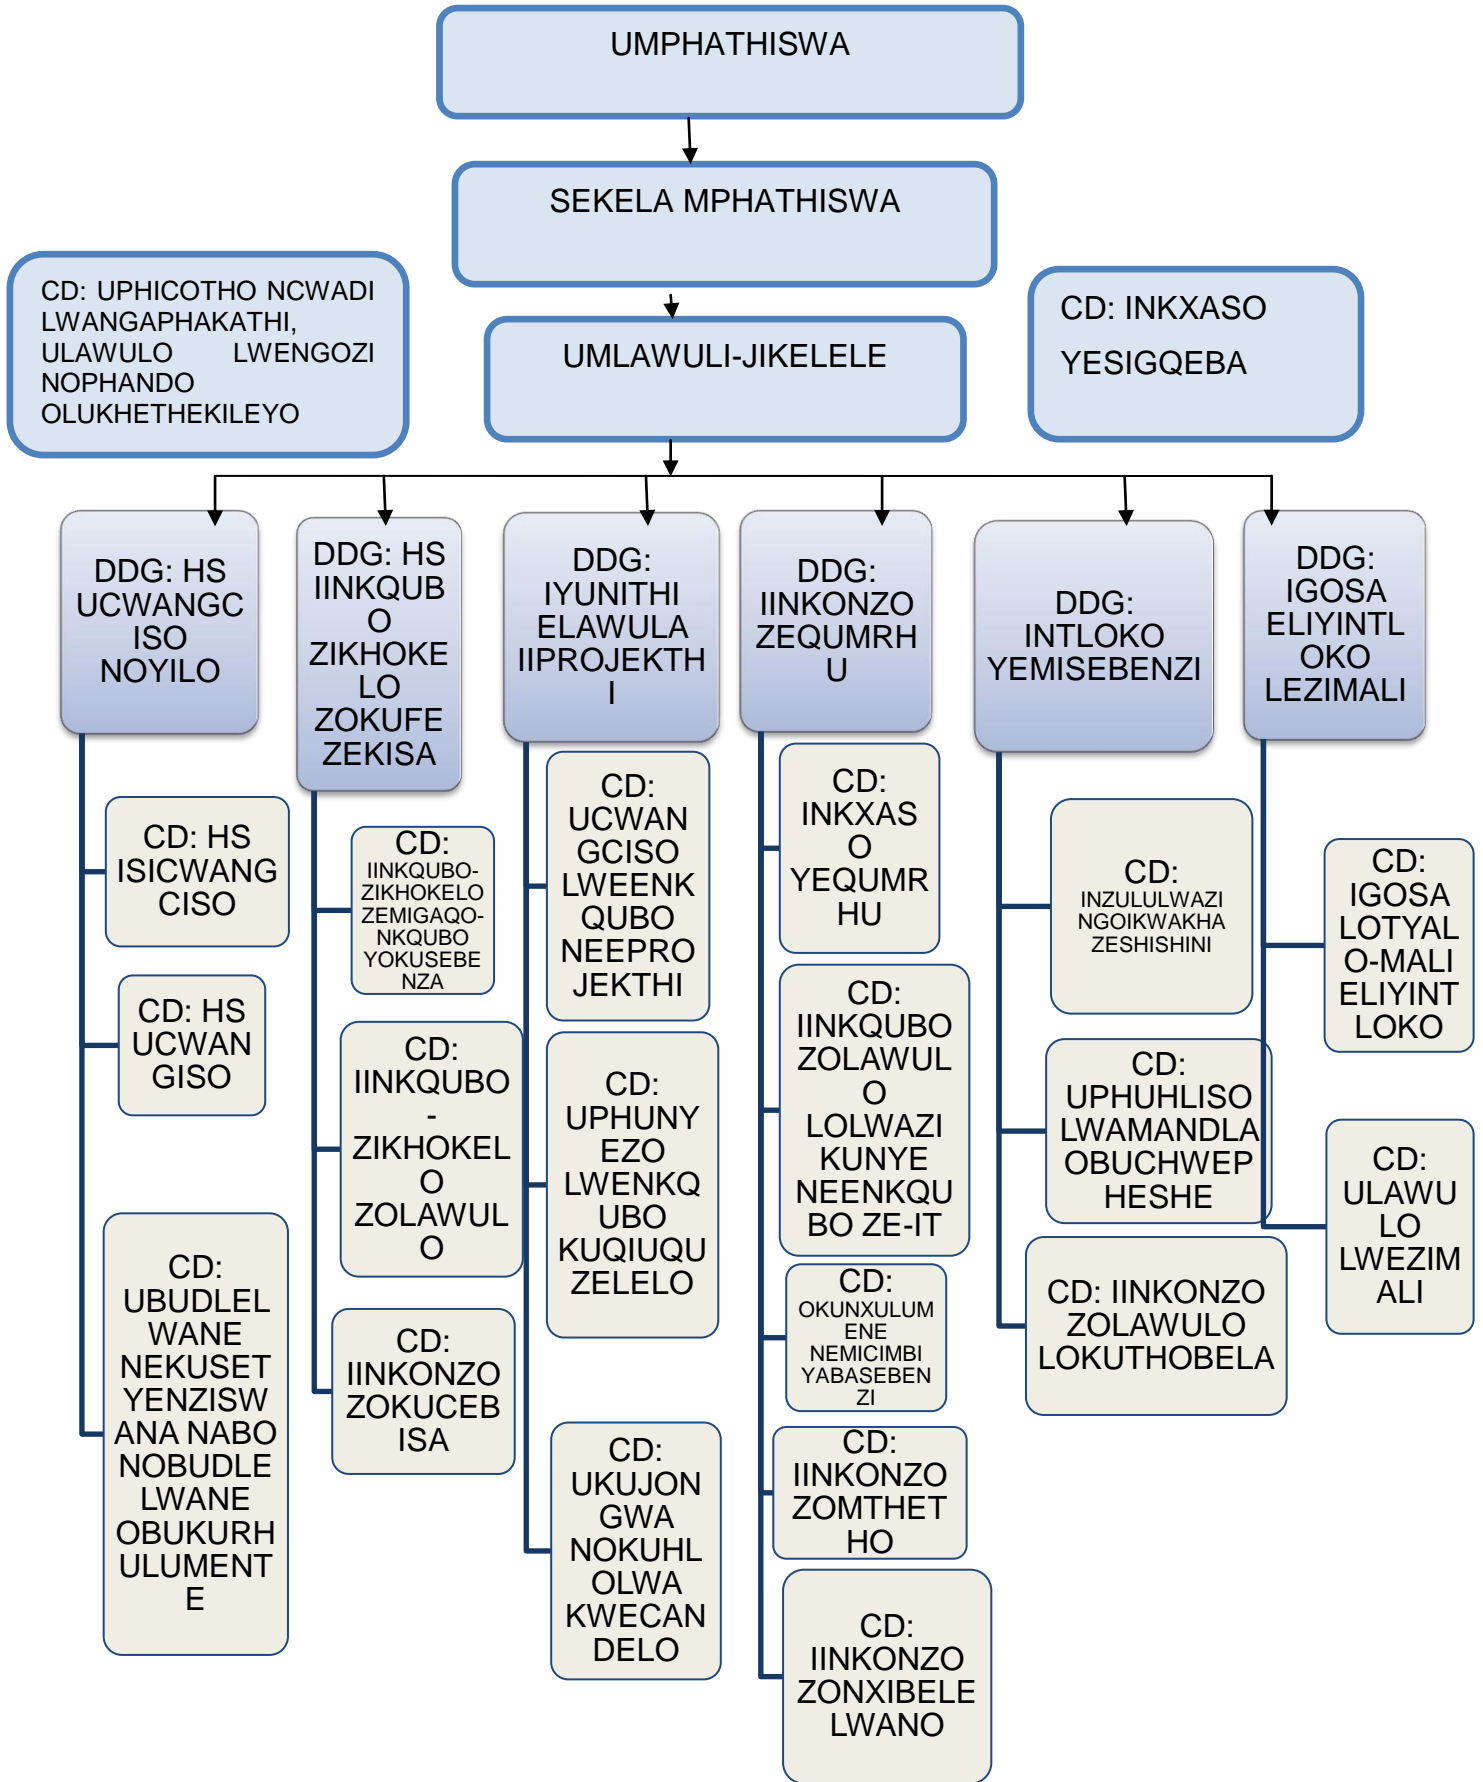 UMPHATHISWA
SEKELA MPHATHISWA
CD: UPHICOTHO NCWADI
LWANGAPHAKATHI,
ULAWULO LWENGOZI
NOPHANDO
OLUKHETHEKILEYO
UMLAWULI-JIKELELE
CD: INKXASO
YESIGQEBA
DDG: HS
UCWANGC
ISO
NOYILO
CD: HS
ISICWANG
CISO
CD: HS
UCWAN
GISO
CD:
UBUDLEL
WANE
NEKUSET
YENZISW
ANA NABO
NOBUDLE
LWANE
OBUKURH
ULUMENT
E
DDG: HS
IINKQUB
O
ZIKHOKE
LO
ZOKUFE
ZEKISA
CD:
IINKQUBO-
ZIKHOKELO
ZEMIGAQO-
NKQUBO
YOKUSEBE
NZA
CD:
IINKQUBO
-
ZIKHOKEL
O
ZOLAWUL
O
CD:
IINKONZO
ZOKUCEB
ISA
DDG:
IYUNITHI
ELAWULA
IIPROJEKTH
I
CD:
UCWAN
GCISO
LWEENK
QUBO
NEEPRO
JEKTHI
CD:
UPHUNY
EZO
LWENKQ
UBO
KUQIUQU
ZELELO
CD:
UKUJON
GWA
NOKUHL
OLWA
KWECAN
DELO
DDG:
IINKONZO
ZEQUMRH
U
CD:
INKXAS
O
YEQUMR
HU
CD:
IINKQUBO
ZOLAWUL
O
LOLWAZI
KUNYE
NEENKQU
BO ZE-IT
CD:
OKUNXULUM
ENE
NEMICIMBI
YABASEBEN
ZI
CD:
IINKONZO
ZOMTHET
HO
CD:
IINKONZO
ZONXIBELE
LWANO
DDG:
INTLOKO
YEMISEBENZI
CD:
INZULULWAZI
NGOIKWAKHA
ZESHISHINI
CD:
UPHUHLISO
LWAMANDLA
OBUCHWEP
HESHE
CD: IINKONZO
ZOLAWULO
LOKUTHOBELA
DDG:
IGOSA
ELIYINTL
OKO
LEZIMALI
CD:
IGOSA
LOTYAL
O-MALI
ELIYINT
LOKO
CD:
ULAWU
LO
LWEZIM
ALI